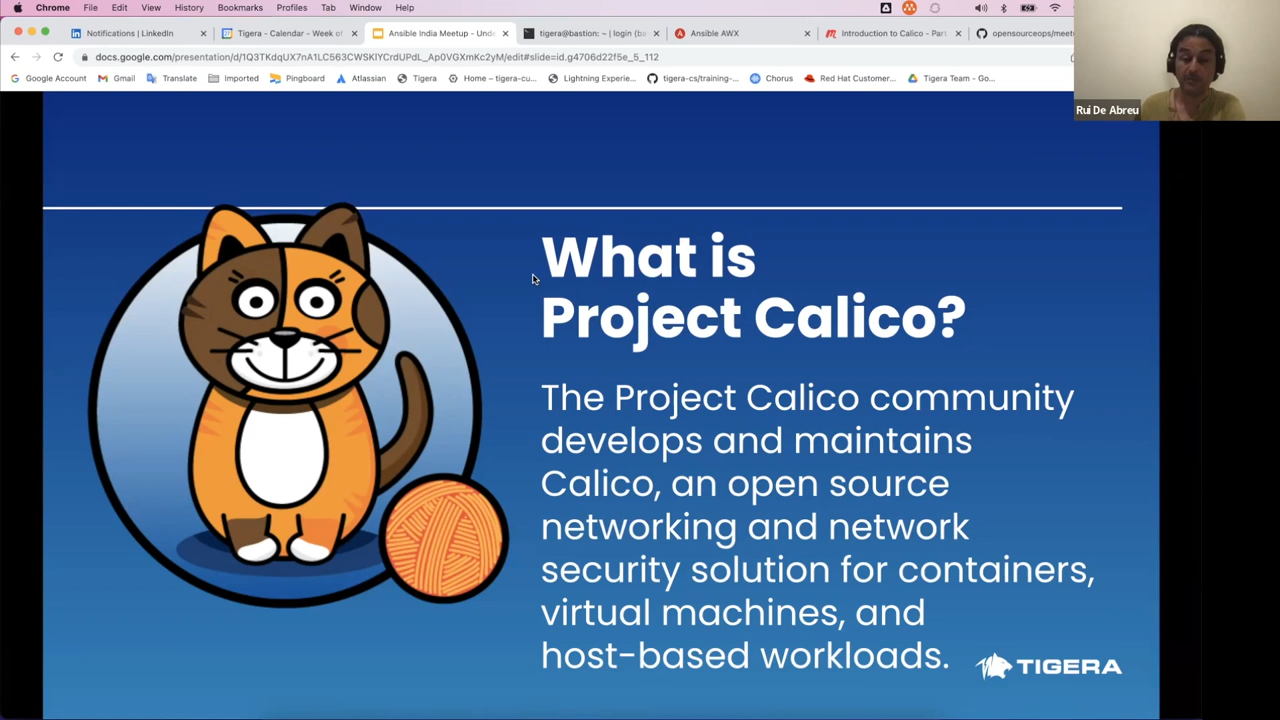 Chrome File Edit View History Bookmarks Profiles Tab Window Help
Notifications | LinkedIn
Tigera - Calendar - Week of
Ansible India Meetup - Unde
tigera@bastion: ~ | login (ba
Ansible AWX
Introduction to Calico - Part
opensourceops/meet
docs.google.com/presentation/d/1Q3TKdqUX7nA1LC563CWSKIYCrdUPdL_Ap0VGXmKc2yM/edit#slide=id.g4706d22f5e_5_112
Google Account Gmail Translate Imported Pingboard Atlassian Tigera Home – tigera-cu... Lightning Experie... tigera-cs/training-... Chorus Red Hat Customer... Tigera Team - Go...
Rui De Abreu
What is
Project Calico?
The Project Calico community
develops and maintains
Calico, an open source
networking and network
security solution for containers,
virtual machines, and
host-based workloads.
TIGERA